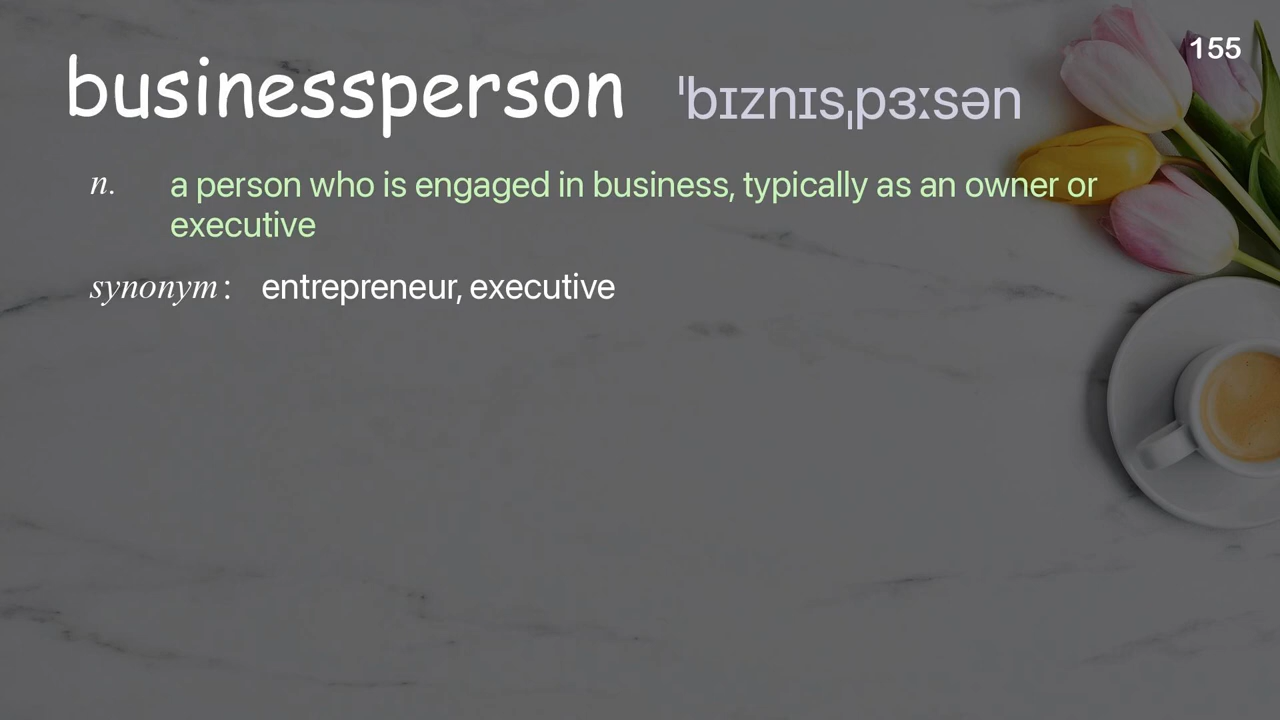 155
businessperson ˈbɪznɪsˌpɜːsən
n. a person who is engaged in business, typically as an owner or
executive
synonym: entrepreneur, executive